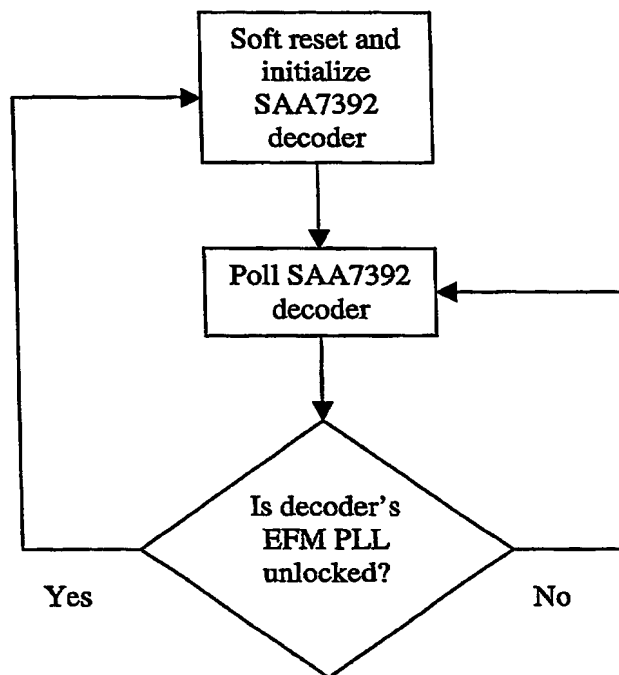 Soft reset and
initialize
SAA7392
decoder
Poll SAA7392
decoder
Is decoder's
EFM PLL
unlocked?
Yes
No